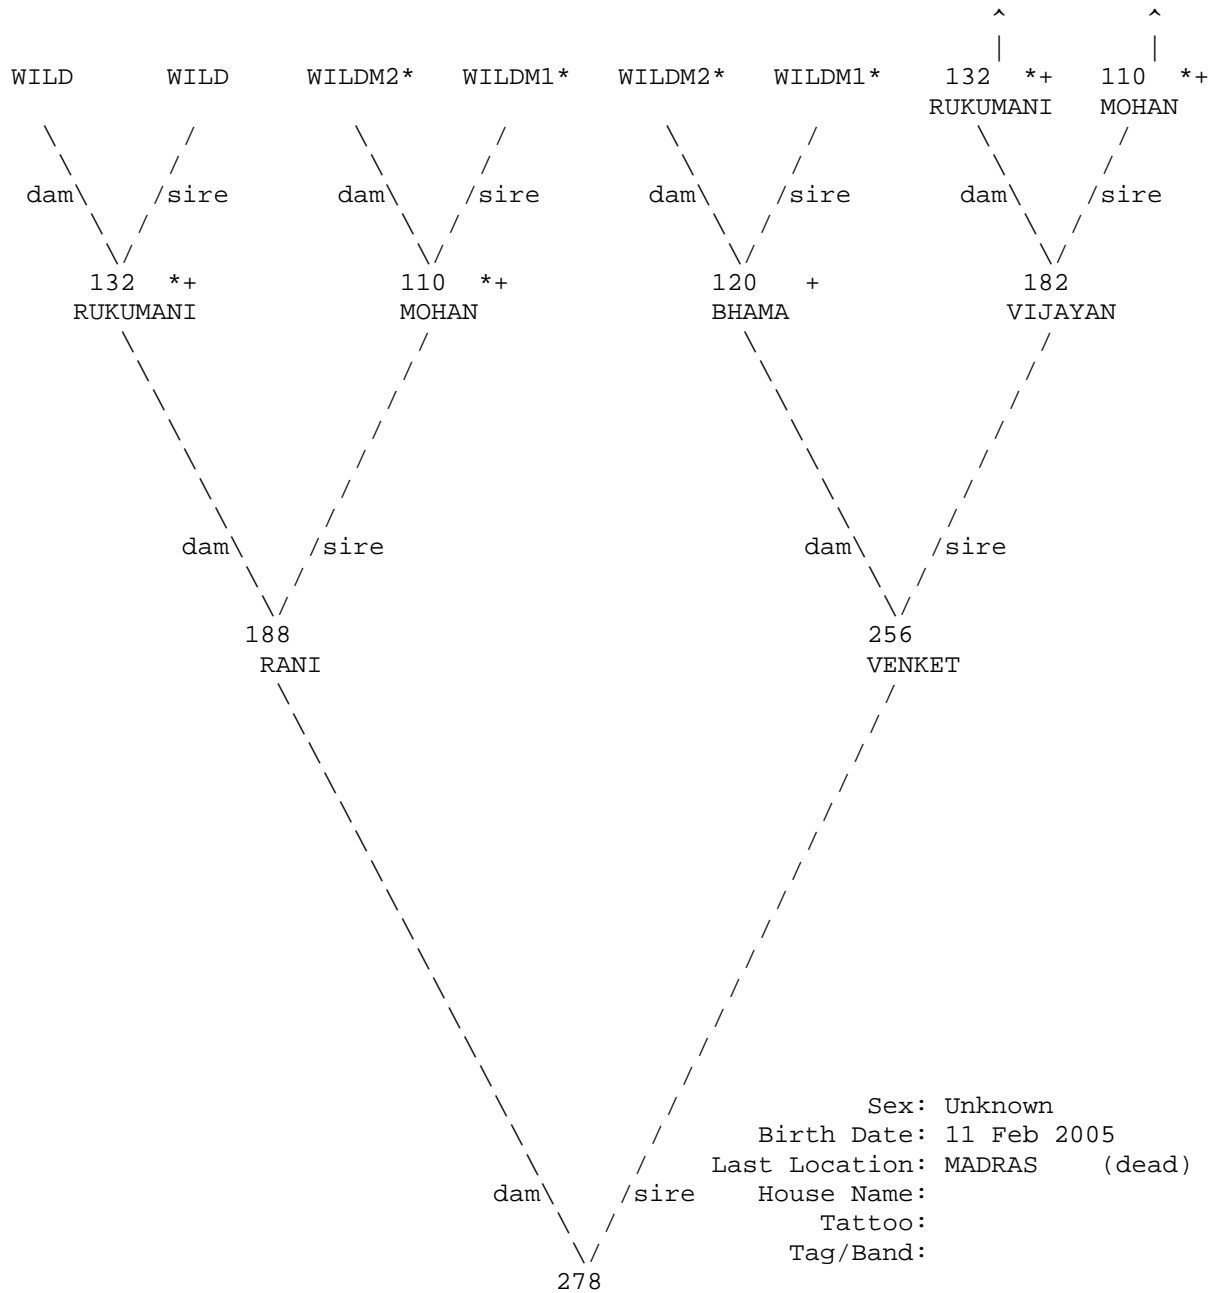 ^ ^
| |
WILD WILD WILDM2* WILDM1* WILDM2* WILDM1* 132 *+ 110 *+
RUKUMANI MOHAN
dam sire dam sire dam sire dam sire
132 *+ 110 *+ 120 + 182
RUKUMANI MOHAN BHAMA VIJAYAN
dam sire dam sire
188 256
RANI VENKET
Sex: Unknown
Birth Date: 11 Feb 2005
Last Location: MADRAS (dead)
dam sire House Name:
Tattoo:
Tag/Band:
278